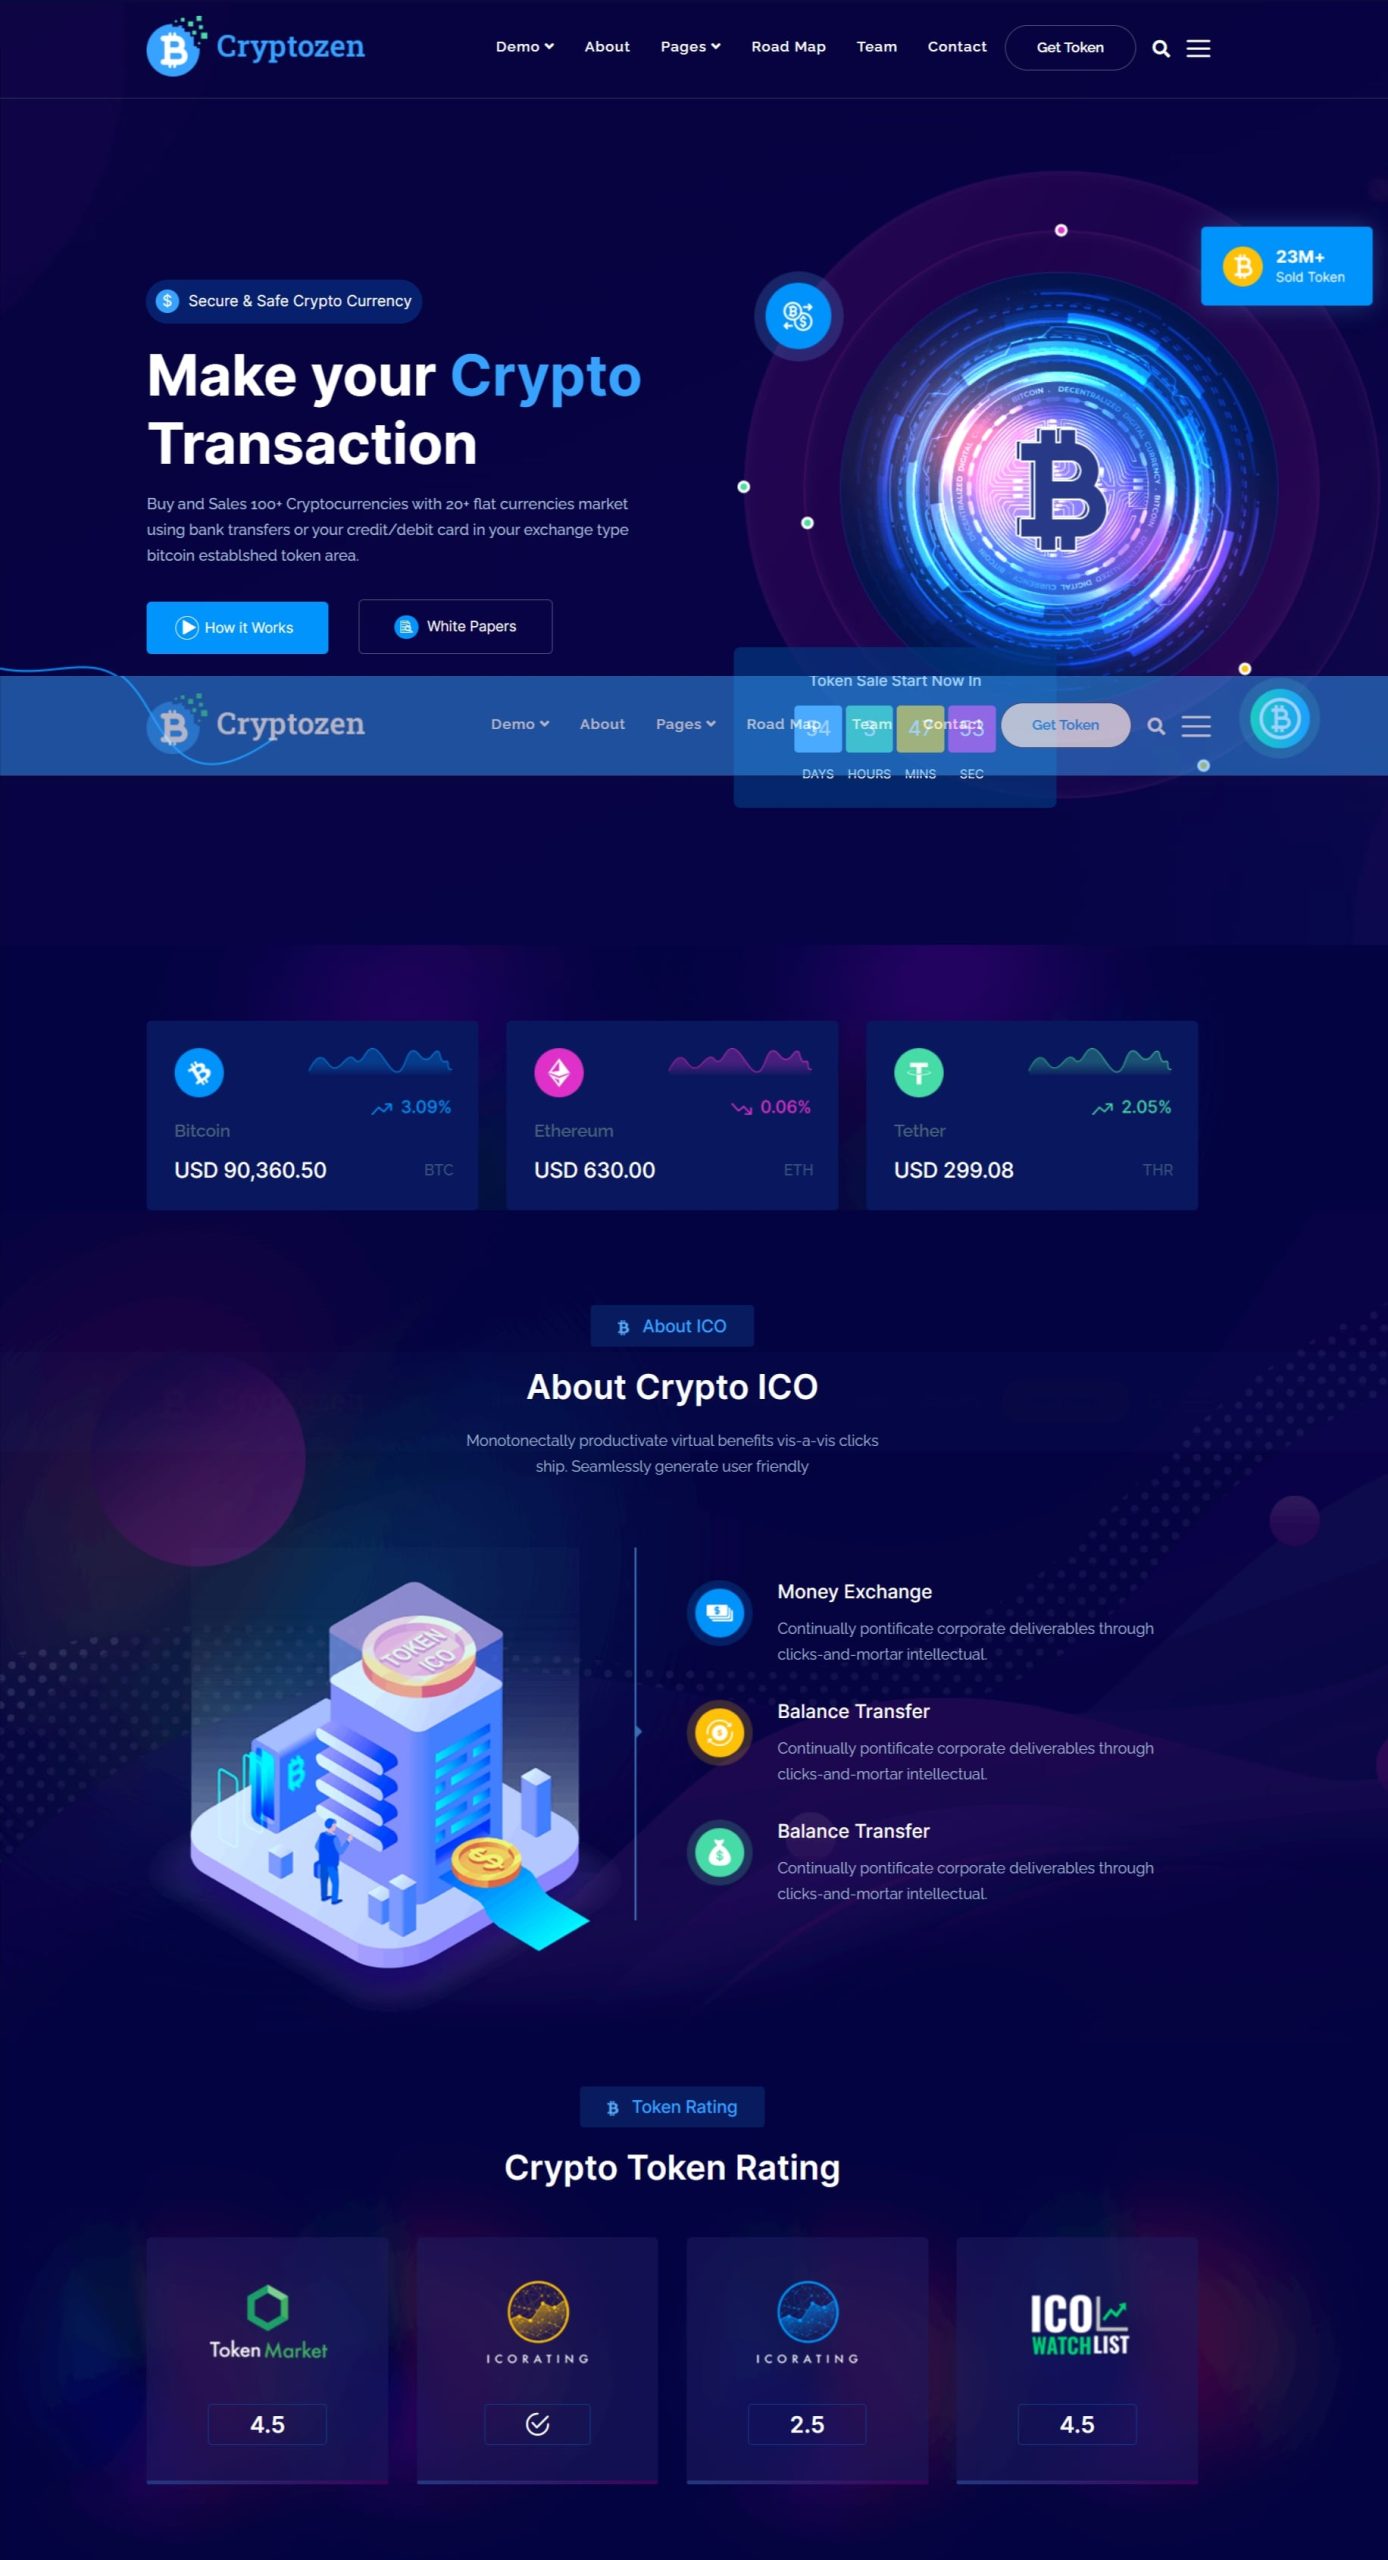 Cryptozen
Demo
About
Pages
Road Map
Team
Contact
Get Token
23M+
Sold Token
Secure & Safe Crypto Currency
Make your Crypto
Transaction
BITCOIN . DECENTRALIZED DIGITAL CURRENCY . BITCOIN
Buy and Sales 100+ Cryptocurrencies with 20+ flat currencies market
using bank transfers or your credit/debit card in your exchange type
bitcoin establshed token area.
How it Works
White Papers
Token Sale Start Now In
Cryptozen
Demo
About
Pages
Road Map
Team
Contact
Get Token
34
3
47
53
DAYS
HOURS
MINS
SEC
3.09%
Bitcoin
USD 90,360.50
BTC
0.06%
Ethereum
USD 630.00
ETH
2.05%
Tether
USD 299.08
THR
About ICO
About Crypto ICO
Monotonectally productivate virtual benefits vis-a-vis clicks
ship. Seamlessly generate user friendly
TOKEN
ICO
Money Exchange
Continually pontificate corporate deliverables through
clicks-and-mortar intellectual.
Balance Transfer
Continually pontificate corporate deliverables through
clicks-and-mortar intellectual.
Balance Transfer
Continually pontificate corporate deliverables through
clicks-and-mortar intellectual.
Token Rating
Crypto Token Rating
Token Market
4.5
ICORATING
ICORATING
2.5
ICO
WATCHLIST
4.5